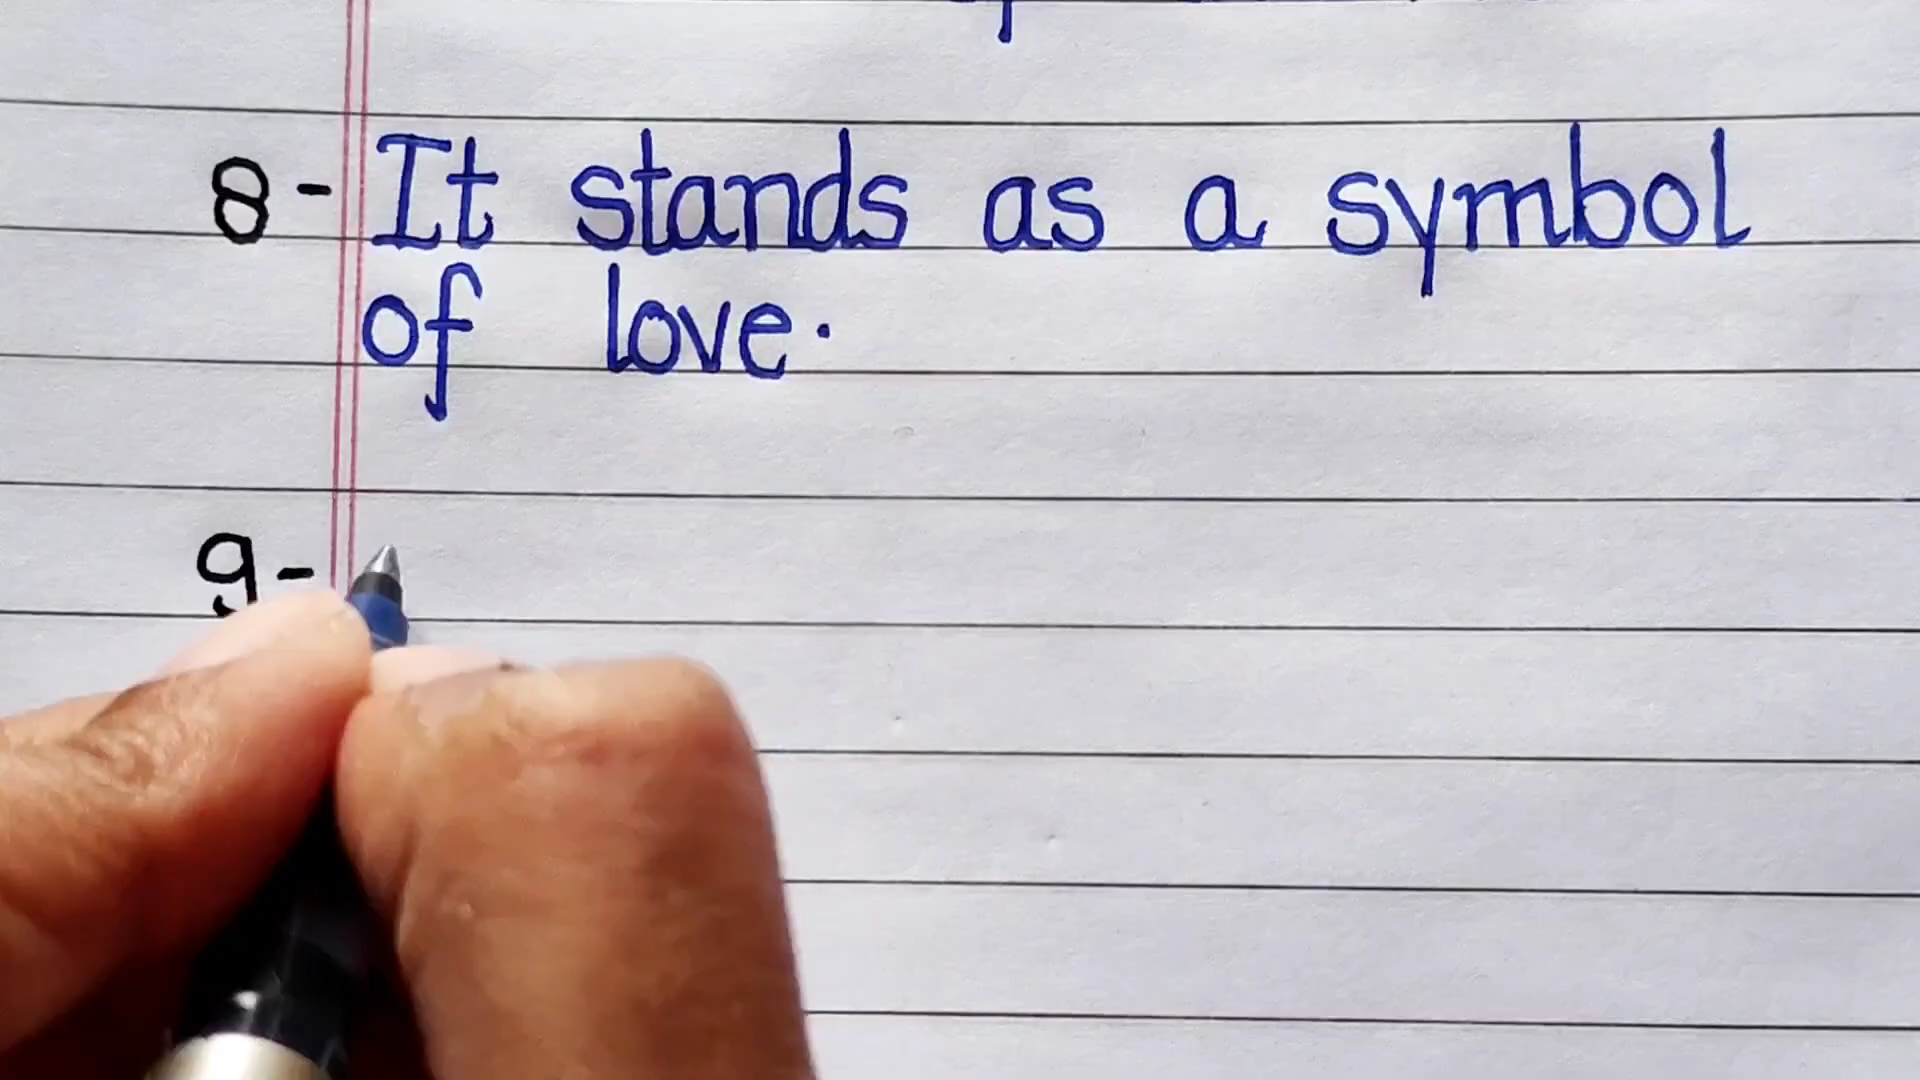 8- It stands as a symbol
of love.
9-